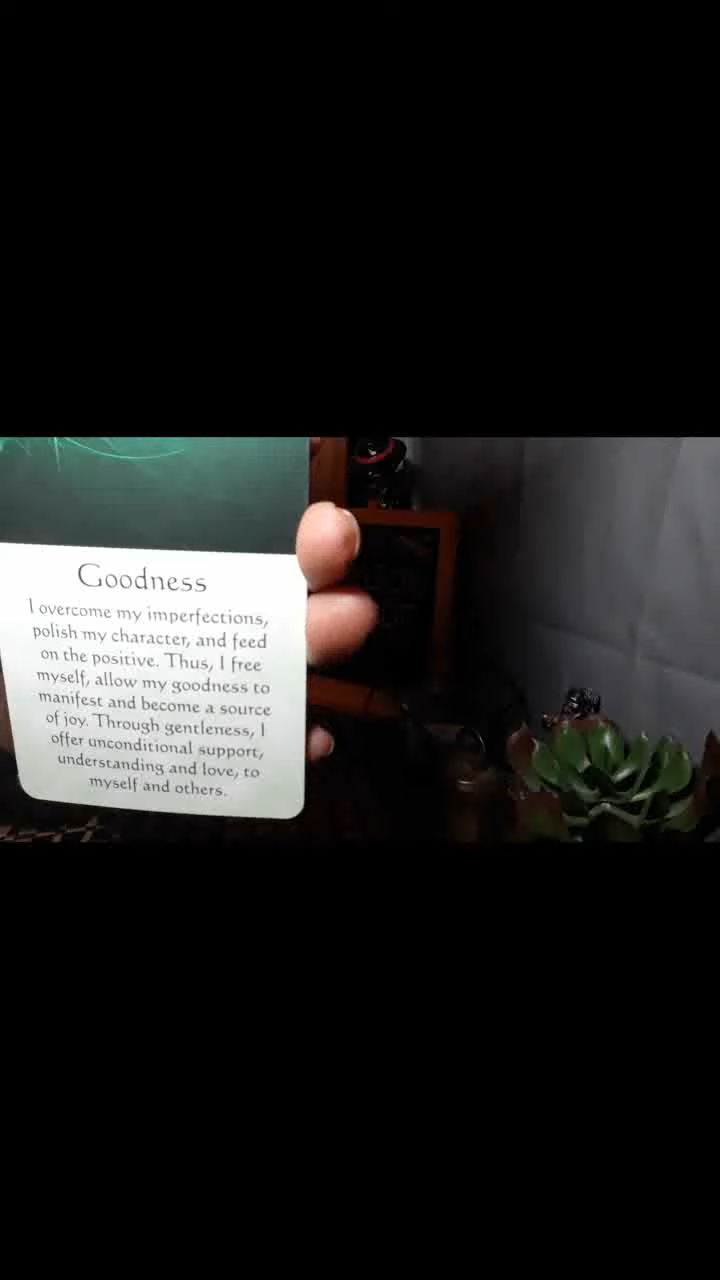 Goodness
I overcome my imperfections,
polish my character, and feed
on the positive. Thus, I free
myself, allow my goodness to
manifest and become a source
of joy. Through gentleness, I
offer unconditional support,
understanding and love, to
myself and others.